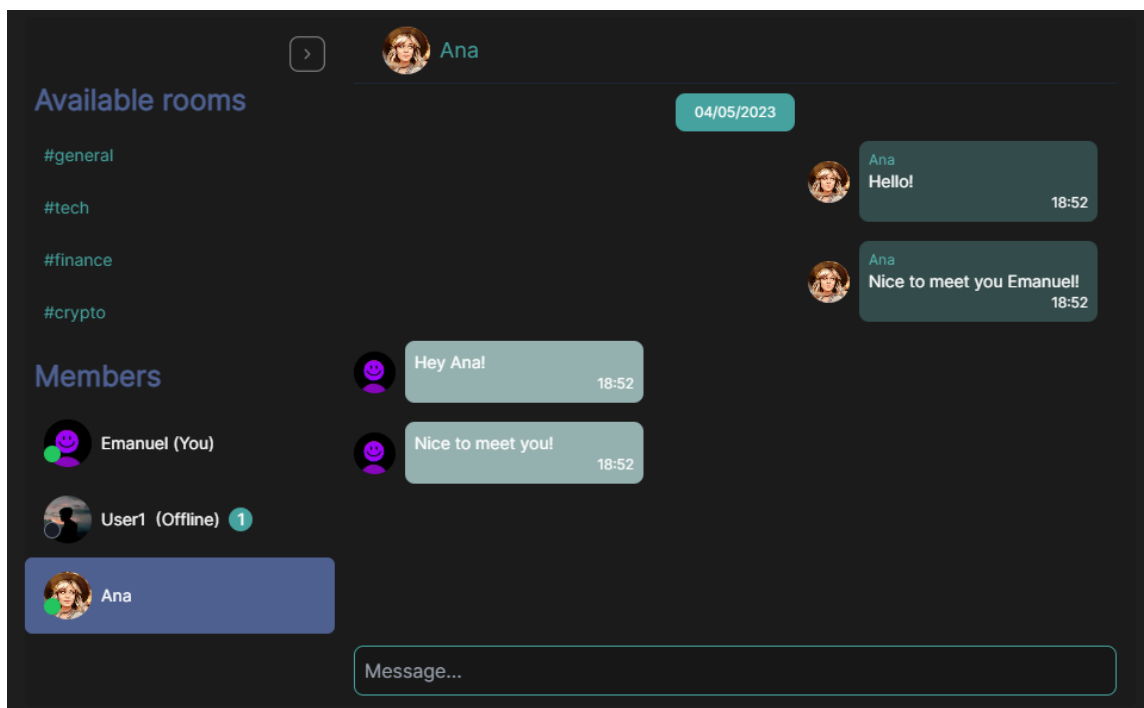 Available rooms
#general
#tech
#finance
#crypto
Members
Emanuel (You)
User1 (Offline) 1
Ana
Ana
04/05/2023
Ana
Hello!
18:52
Ana
Nice to meet you Emanuel!
18:52
Hey Ana!
18:52
Nice to meet you!
18:52
Message...